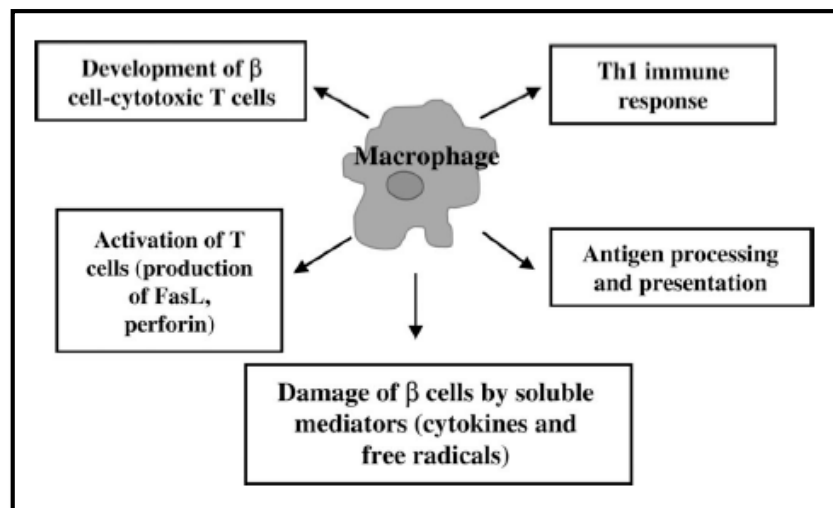 Development of β
cell-cytotoxic T cells
Th1 immune
response
Macrophage
Activation of T
cells (production
of FasL,
perforin)
Antigen processing
and presentation
Damage of β cells by soluble
mediators (cytokines and
free radicals)